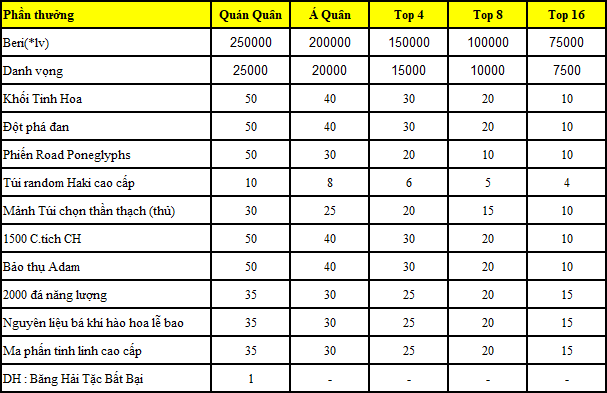 Phần thưởng Quán Quân Á Quân Top 4 Top 8 Top 16
Beri(*lv) 250000 200000 150000 100000 75000
Danh vọng 25000 20000 15000 10000 7500
Khối Tinh Hoa 50 40 30 20 10
Đột phá đan 50 40 30 20 10
Phiến Road Poneglyphs 50 30 20 10 10
Túi random Haki cao cấp 10 8 6 5 4
Mảnh Túi chọn thần thạch (thủ) 30 25 20 15 10
1500 C.tích CH 50 40 30 20 10
Bảo thụ Adam 50 40 30 20 10
2000 đá năng lượng 35 30 25 20 15
Nguyên liệu bá khí hào hoa lễ bao 35 30 25 20 15
Ma phấn tinh linh cao cấp 35 30 25 20 15
DH : Băng Hải Tặc Bất Bại 1 - - - -